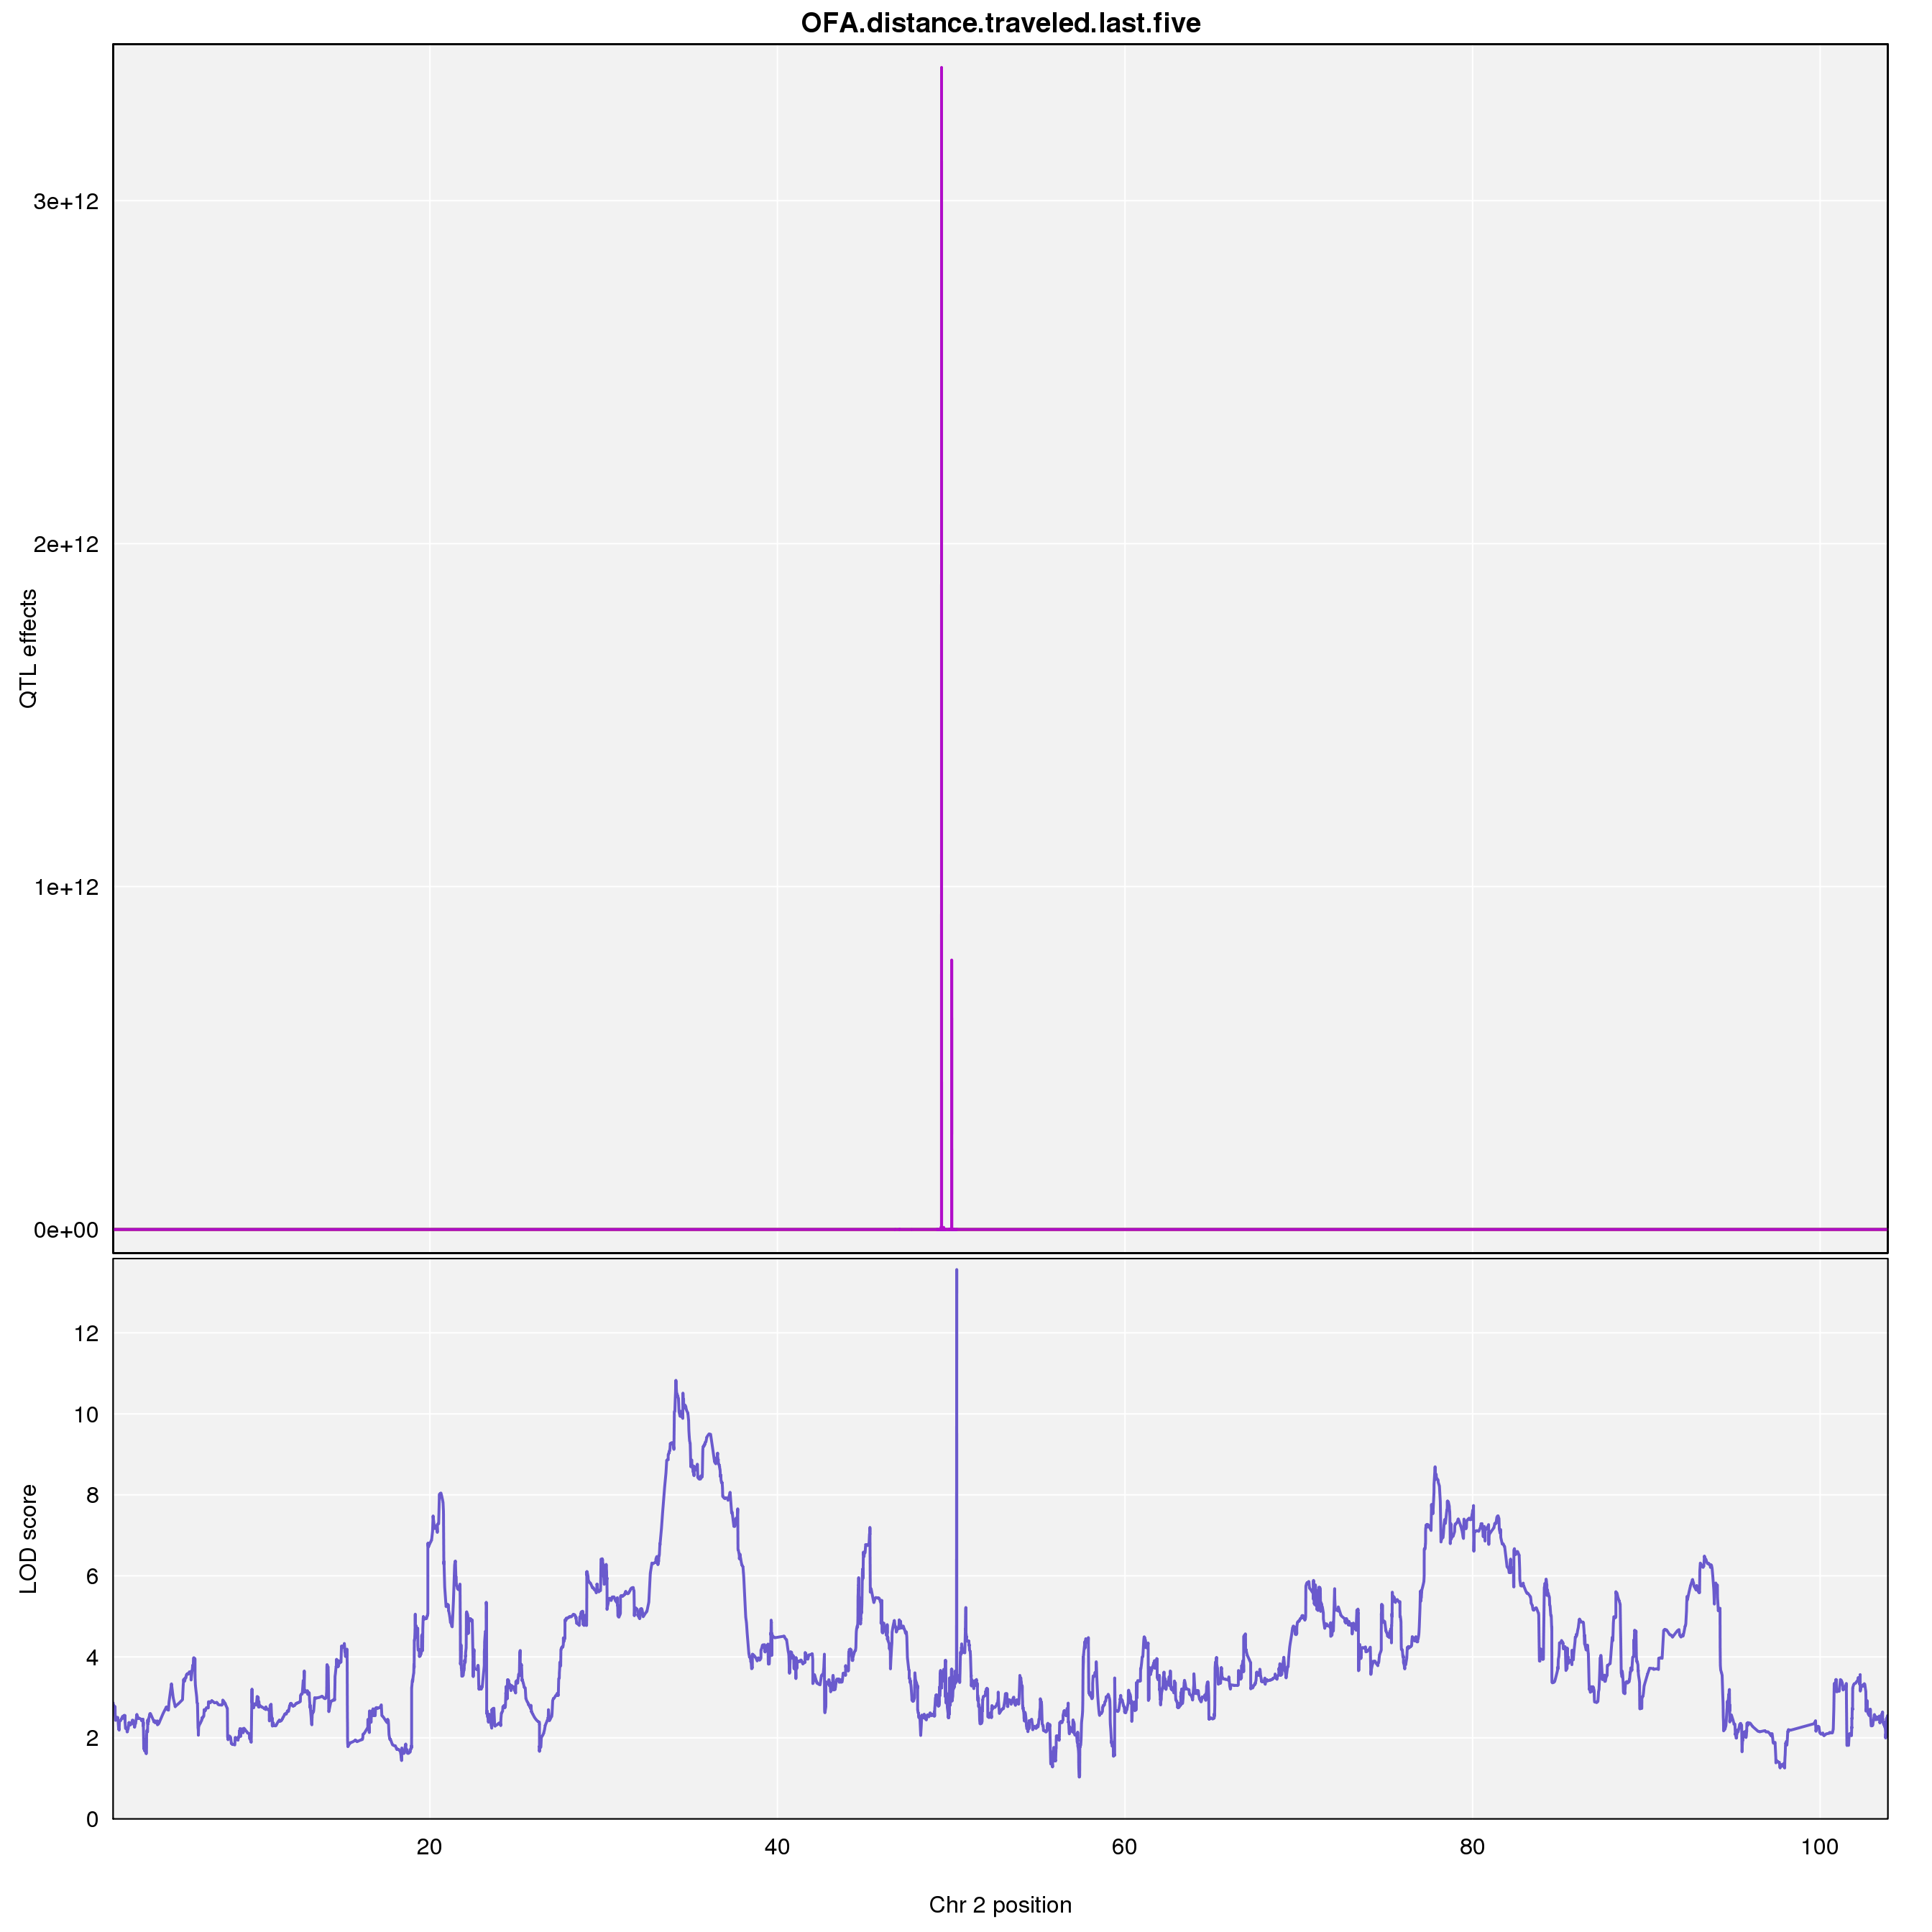 OFA.distance.traveled.last.five
3e+12
2e+12
1e+12
0e+00
QTL effects
12
10
8
6
4
2
0
LOD score
20 40 60 80 100
Chr 2 position